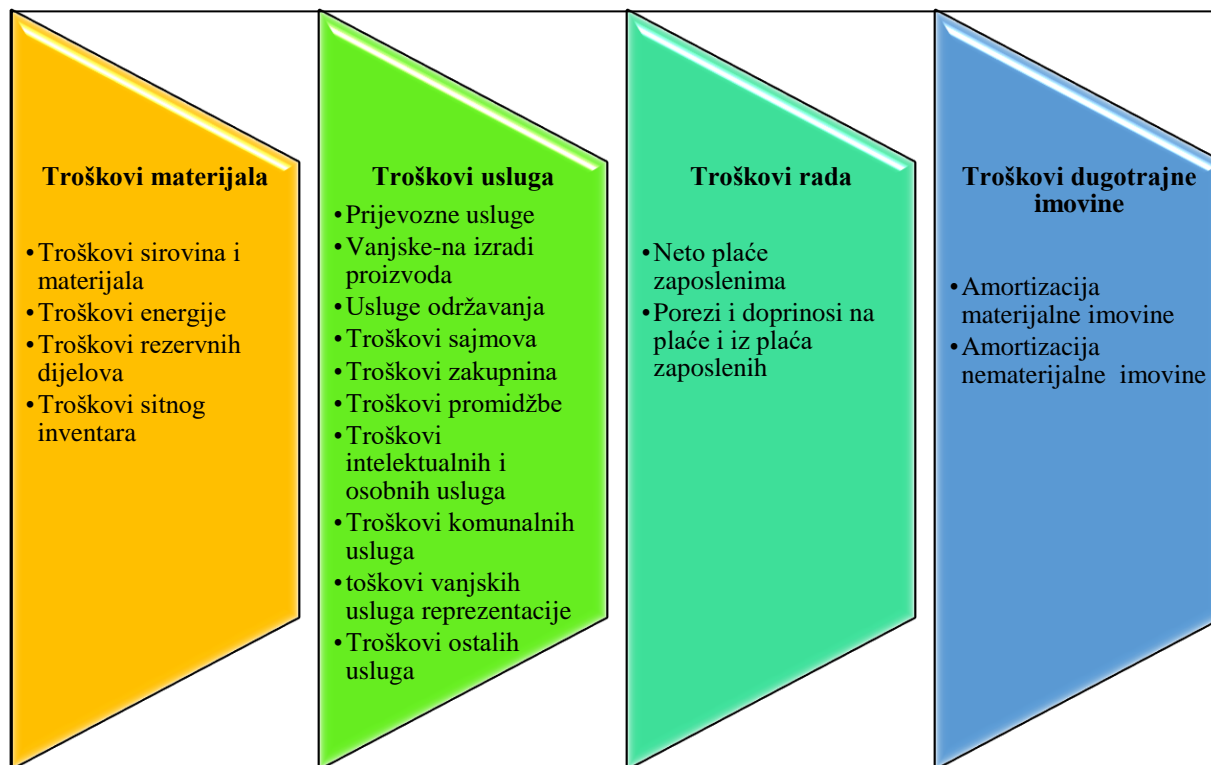 Troškovi materijala
•Troškovi sirovina i
materijala
•Troškovi energije
•Troškovi rezervnih
dijelova
•Troškovi sitnog
inventara
Troškovi usluga
•Prijevozne usluge
•Vanjske-na izradi
proizvoda
•Usluge održavanja
•Troškovi sajmova
•Troškovi zakupnina
•Troškovi promidžbe
•Troškovi
intelektualnih i
osobnih usluga
•Troškovi komunalnih
usluga
•toškovi vanjskih
usluga reprezentacije
•Troškovi ostalih
usluga
Troškovi rada
•Neto plaće
zaposlenima
•Porezi i doprinosi na
plaće i iz plaća
zaposlenih
Troškovi dugotrajne
imovine
•Amortizacija
materijalne imovine
•Amortizacija
nematerijalne imovine